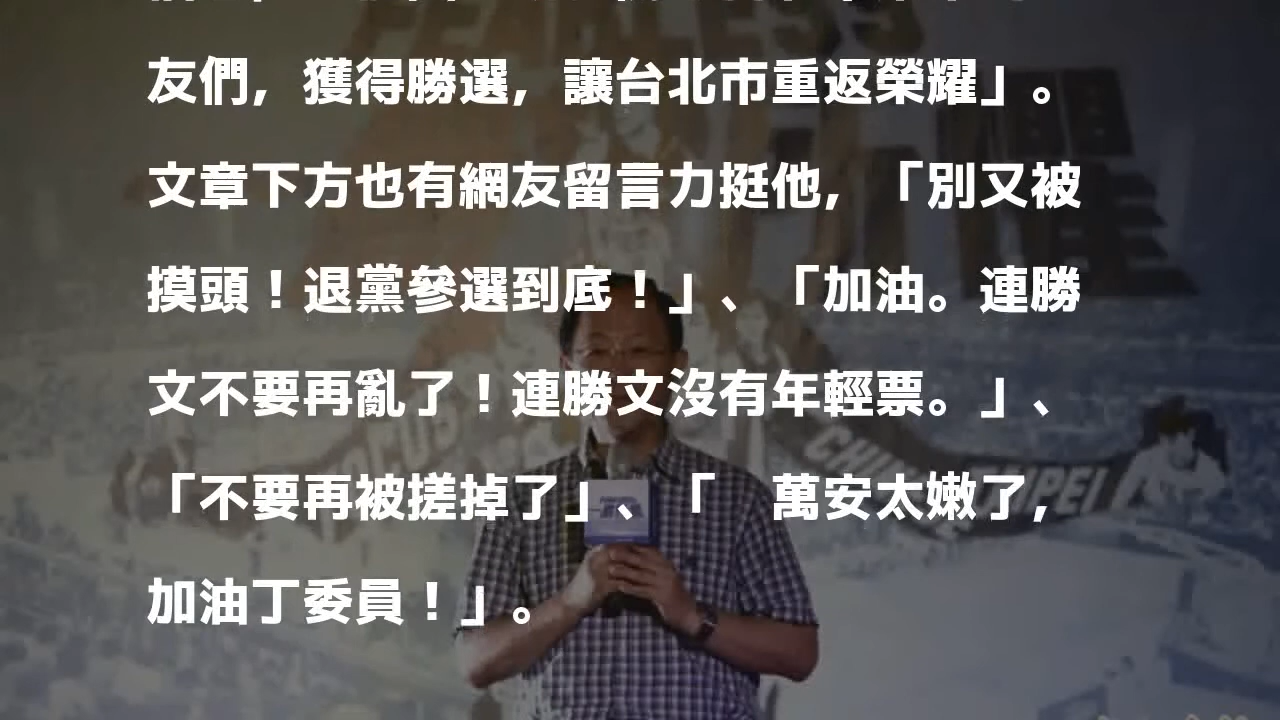 友們，獲得勝選，讓台北市重返榮耀」。
文章下方也有網友留言力挺他，「別又被
摸頭！退黨參選到底！」、「加油。連勝
文不要再亂了！連勝文沒有年輕票。」、
「不要再被搓掉了」、「　萬安太嫩了，
加油丁委員！」。
FEARLESS
CHINESE TAIPEI